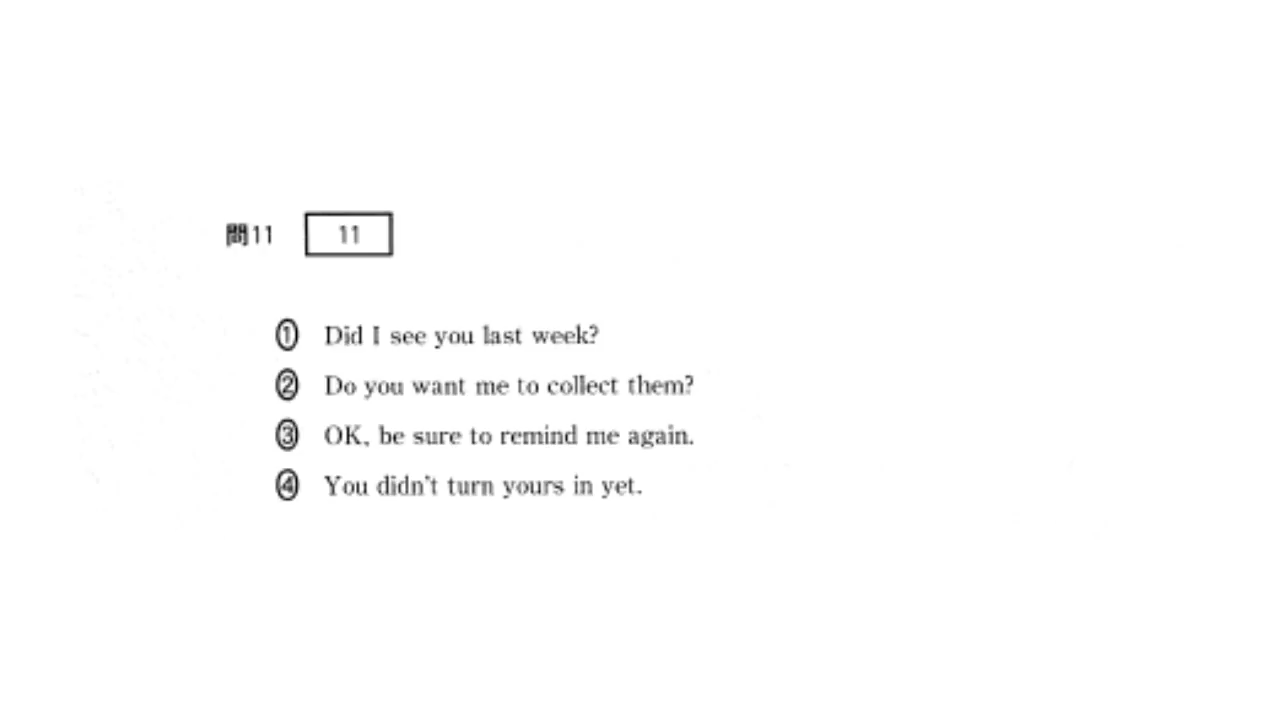 問11 11
① Did I see you last week?
② Do you want me to collect them?
③ OK, be sure to remind me again.
④ You didn't turn yours in yet.